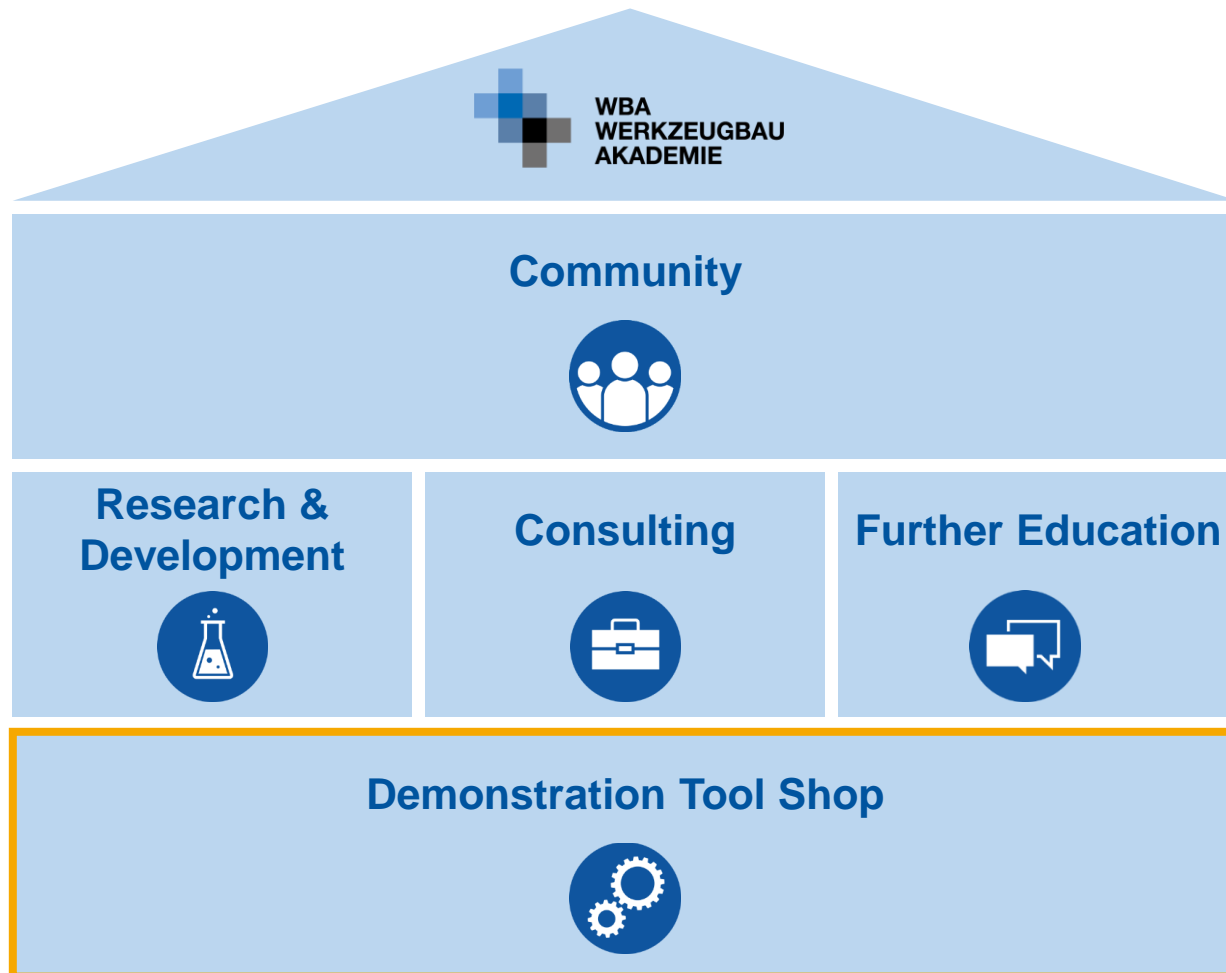 WBA
WERKZEUGBAU
AKADEMIE
Community
Research &
Development
Consulting
Further Education
Demonstration Tool Shop